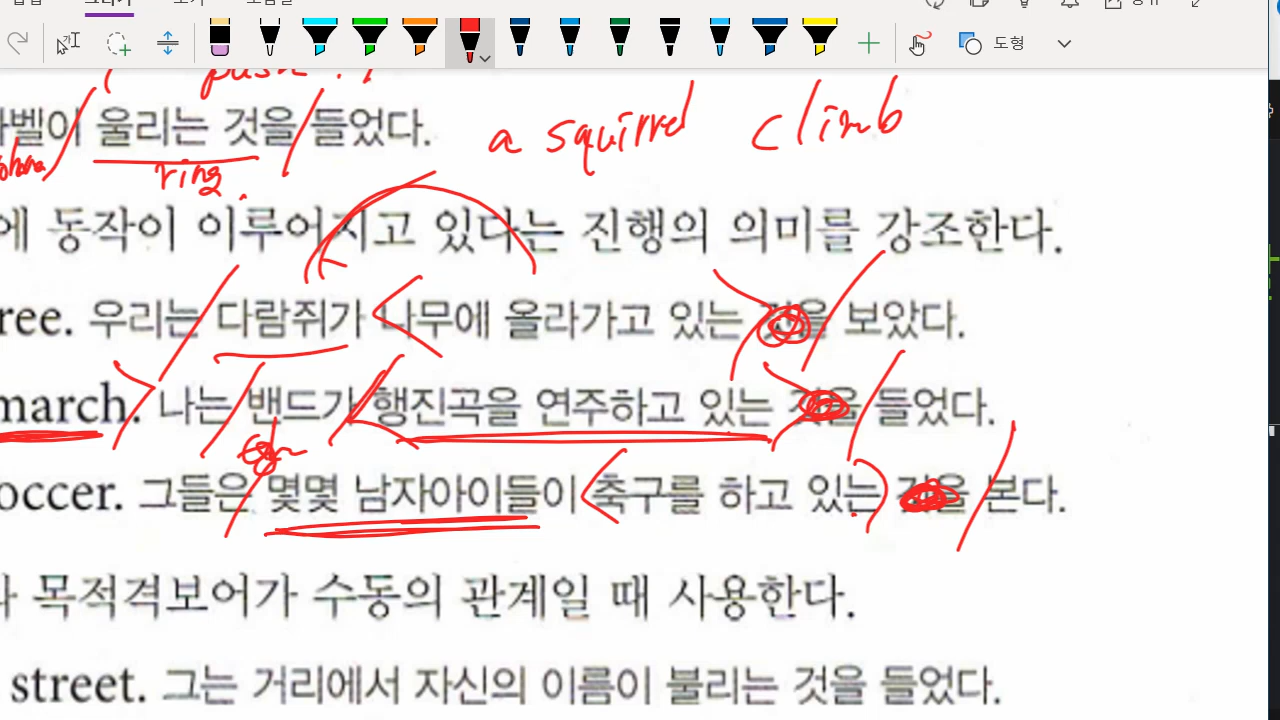 도형
push
라벨이 울리는 것을 들었다.
a squirrel climb
ring.
에 동작이 이루어지고 있다는 진행의 의미를 강조한다.
ree. 우리는 다람쥐가 나무에 올라가고 있는 것을 보았다.
march. 나는 밴드가 행진곡을 연주하고 있는 것을 들었다.
occer. 그들은 몇몇 남자아이들이 축구를 하고 있는 것을 본다.
목적격보어가 수동의 관계일 때 사용한다.
street. 그는 거리에서 자신의 이름이 불리는 것을 들었다.